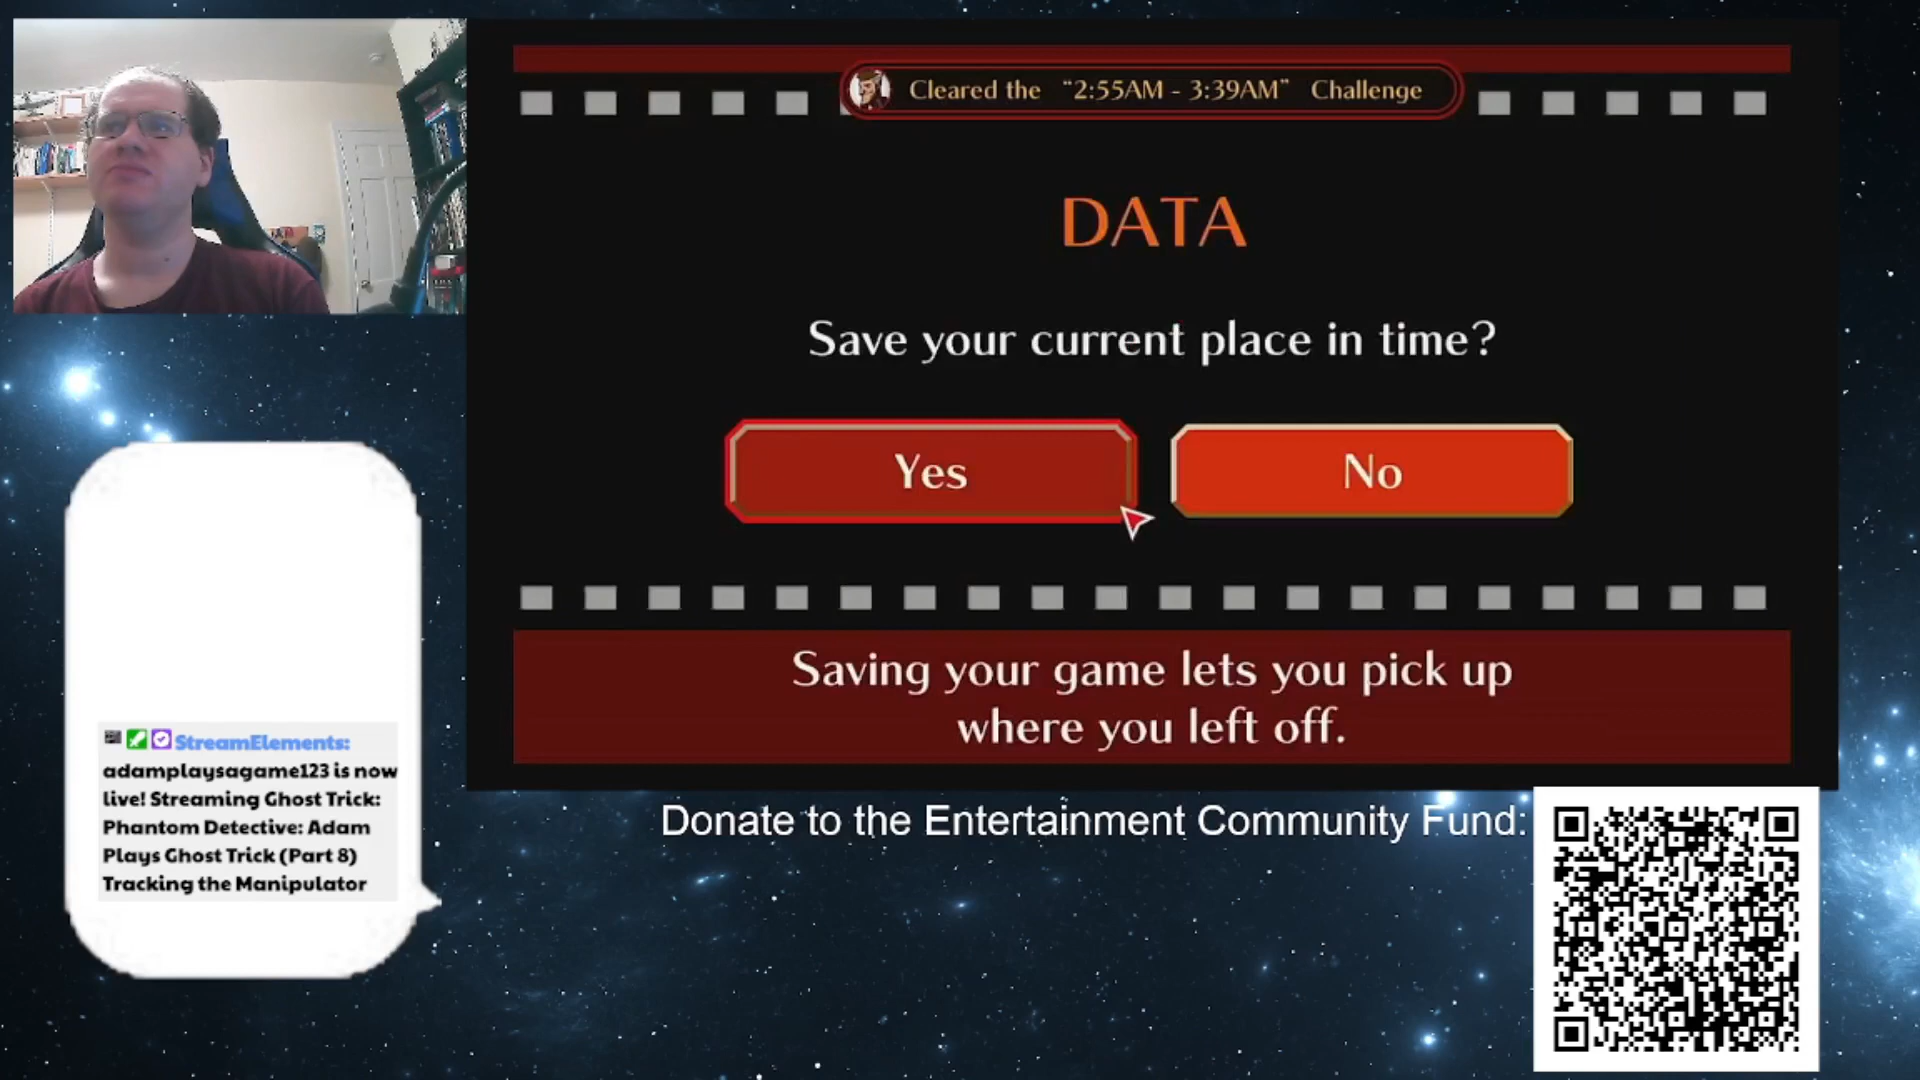 Cleared the "2:55AM - 3:39AM" Challenge
DATA
Save your current place in time?
Yes
No
Saving your game lets you pick up
where you left off.
StreamElements:
adamplaysagame123 is now
live! Streaming Ghost Trick:
Phantom Detective: Adam
Plays Ghost Trick (Part 8)
Tracking the Manipulator
Donate to the Entertainment Community Fund: